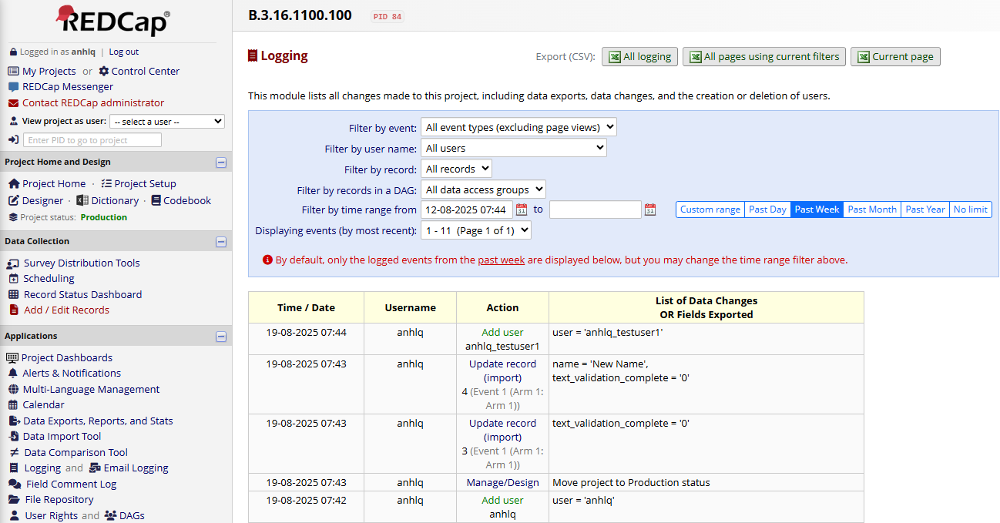 REDCap®
Logged in as anhlq | Log out
My Projects or Control Center
REDCap Messenger
Contact REDCap administrator
View project as user: -- select a user --
Enter PID to go to project
Project Home and Design
Project Home · Project Setup
Designer · Dictionary · Codebook
Project status: Production
Data Collection
Survey Distribution Tools
Scheduling
Record Status Dashboard
Add / Edit Records
Applications
Project Dashboards
Alerts & Notifications
Multi-Language Management
Calendar
Data Exports, Reports, and Stats
Data Import Tool
Data Comparison Tool
Logging and Email Logging
Field Comment Log
File Repository
User Rights and DAGs
B.3.16.1100.100 PID 84
Logging
Export (CSV): All logging All pages using current filters Current page
This module lists all changes made to this project, including data exports, data changes, and the creation or deletion of users.
Filter by event: All event types (excluding page views)
Filter by user name: All users
Filter by record: All records
Filter by records in a DAG: All data access groups
Filter by time range from 12-08-2025 07:44 31 to 31 Custom range Past Day Past Week Past Month Past Year No limit
Displaying events (by most recent): 1 - 11 (Page 1 of 1)
By default, only the logged events from the past week are displayed below, but you may change the time range filter above.
Time / Date Username Action List of Data Changes
OR Fields Exported
19-08-2025 07:44 anhlq Add user user = 'anhlq_testuser1'
anhlq_testuser1
19-08-2025 07:43 anhlq Update record name = 'New Name',
(import) text_validation_complete = '0'
4 (Event 1 (Arm 1:
Arm 1))
19-08-2025 07:43 anhlq Update record text_validation_complete = '0'
(import)
3 (Event 1 (Arm 1:
Arm 1))
19-08-2025 07:43 anhlq Manage/Design Move project to Production status
19-08-2025 07:42 anhlq Add user user = 'anhlq'
anhlq